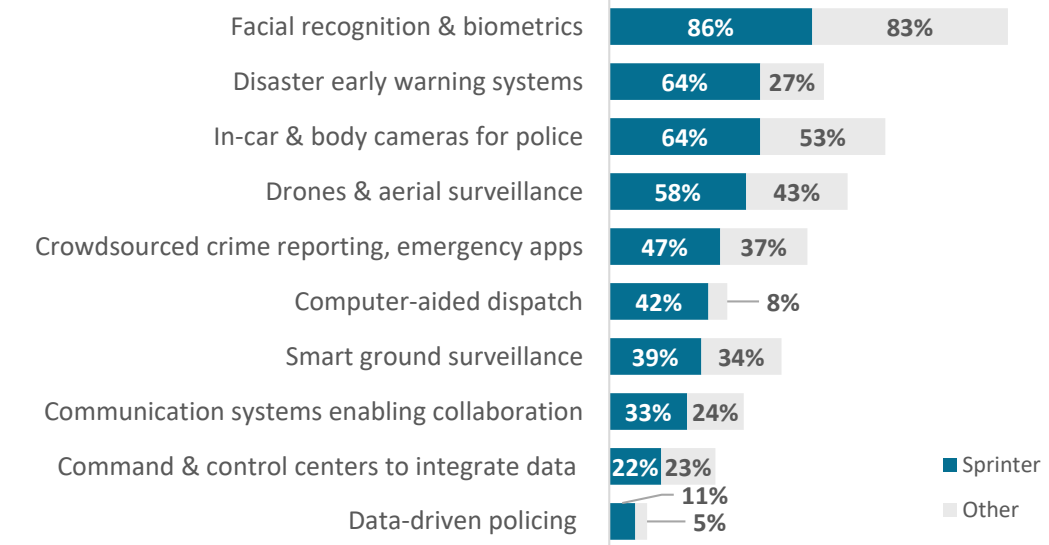 Facial recognition & biometrics 86% 83%
Disaster early warning systems 64% 27%
In-car & body cameras for police 64% 53%
Drones & aerial surveillance 58% 43%
Crowdsourced crime reporting, emergency apps 47% 37%
Computer-aided dispatch 42% 8%
Smart ground surveillance 39% 34%
Communication systems enabling collaboration 33% 24%
Command & control centers to integrate data 22% 23%
Sprinter
Data-driven policing 11% 5%
Other